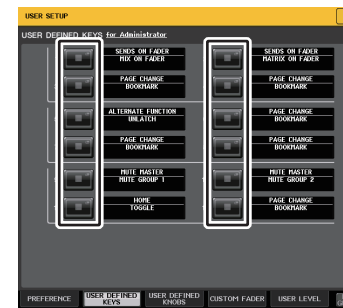 USER SETUP
USER DEFINED KEYS for Administrator
SENDS ON FADER
MIX ON FADER
SENDS ON FADER
MATRIX ON FADER
PAGE CHANGE
BOOKMARK
PAGE CHANGE
BOOKMARK
ALTERNATE FUNCTION
UNLATCH
PAGE CHANGE
BOOKMARK
PAGE CHANGE
BOOKMARK
PAGE CHANGE
BOOKMARK
MUTE MASTER
MUTE GROUP 1
MUTE MASTER
MUTE GROUP 2
HOME
TOGGLE
PAGE CHANGE
BOOKMARK
PREFERENCE
USER DEFINED
KEYS
USER DEFINED
KNOBS
CUSTOM FADER
USER LEVEL